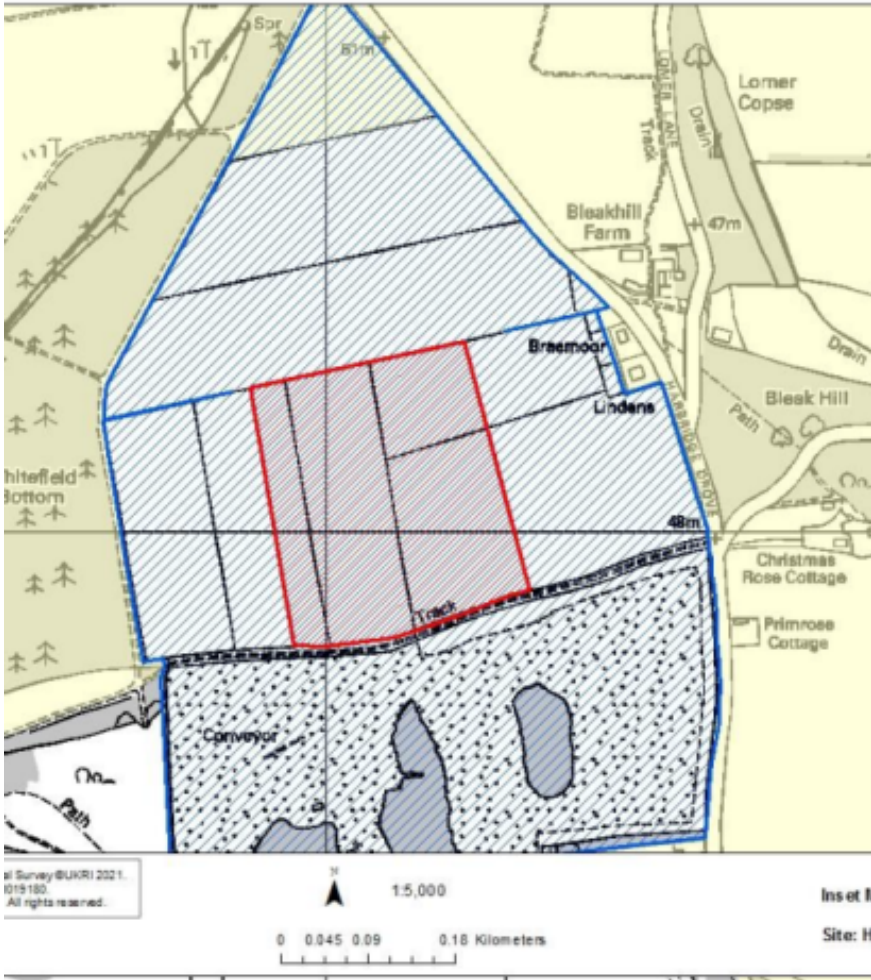 Spr
61m
Lomer
Copse
LOMER LANE
Track
Drain
Bleakhill
Farm
47m
Braemoor
Drain
Lindens
Bleak Hill
Path
HARBRIDGE DROVE
hitefield
Bottom
48m
Christmas
Rose Cottage
Track
Primrose
Cottage
Conveyor
Path
al Survey ©UKRI 2021.
019180.
All rights reserved.
N
1:5,000
0 0.045 0.09 0.18 Kilometers
Inset M
Site: H